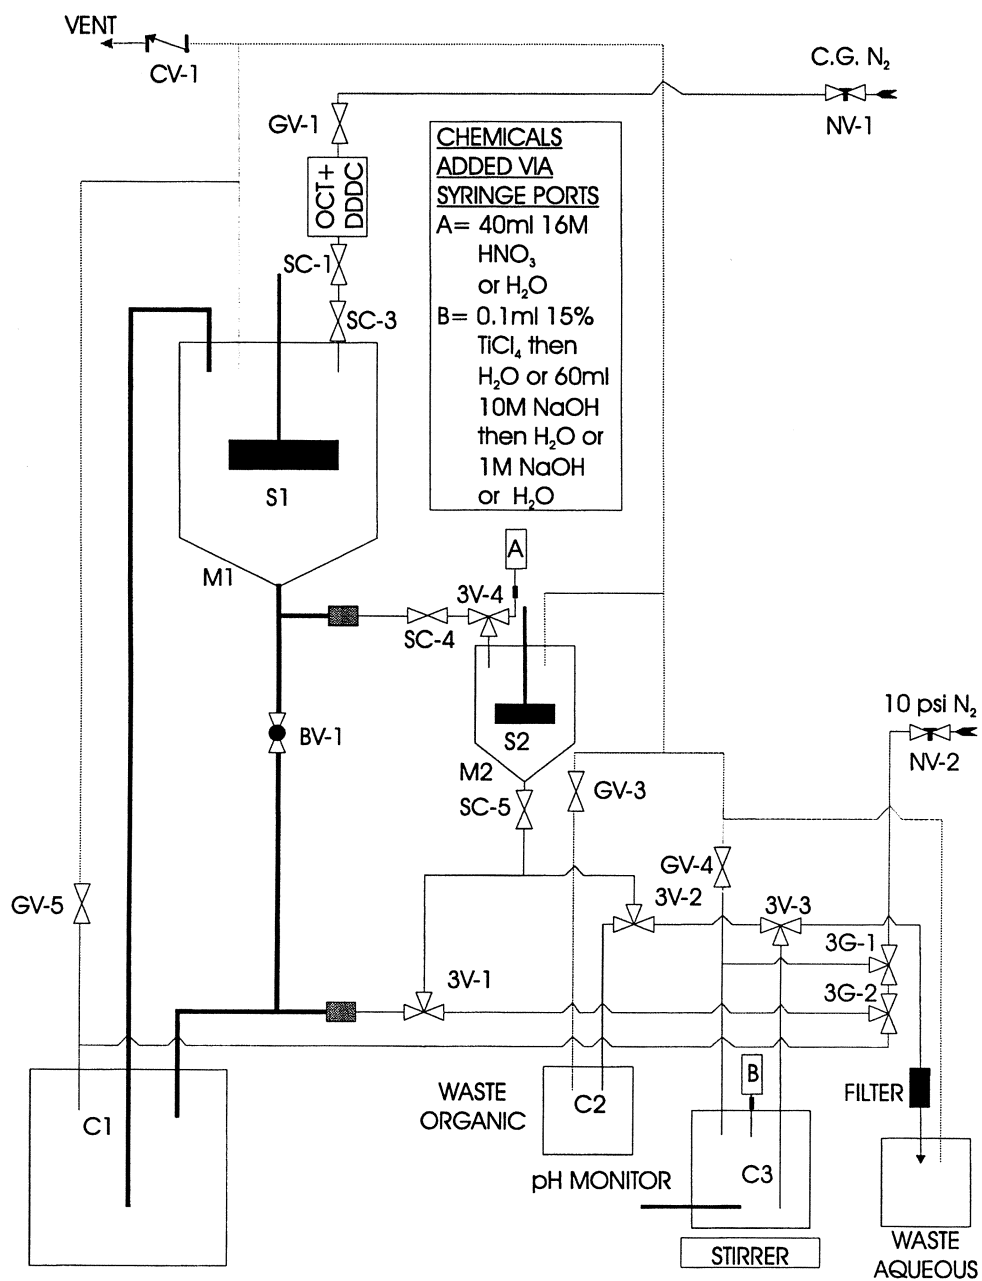 VENT
CV-1
C.G. N₂
NV-1
GV-1
OCT+
DDDC
SC-1
SC-3
CHEMICALS
ADDED VIA
SYRINGE PORTS
A= 40ml 16M
HNO₃
or H₂O
B= 0.1ml 15%
TiCl₄ then
H₂O or 60ml
10M NaOH
then H₂O or
1M NaOH
or H₂O
S1
M1
A
3V-4
SC-4
S2
M2
BV-1
SC-5
GV-3
10 psi N₂
NV-2
GV-4
GV-5
3V-2
3V-3
3G-1
3V-1
3G-2
B
FILTER
WASTE
ORGANIC
C2
C1
C3
pH MONITOR
STIRRER
WASTE
AQUEOUS